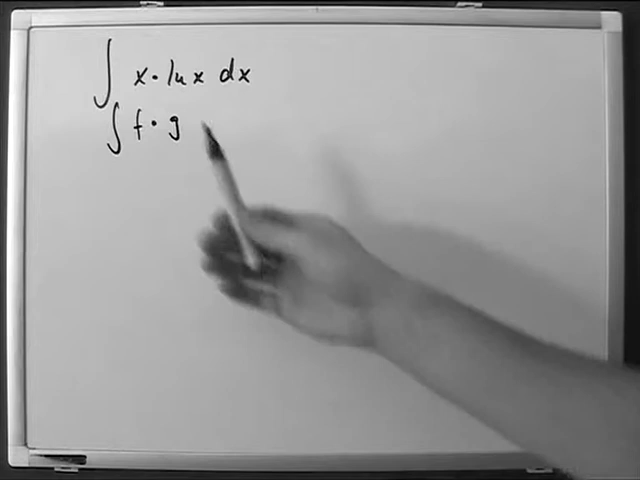 ∫ x · ln x dx
∫ f · g